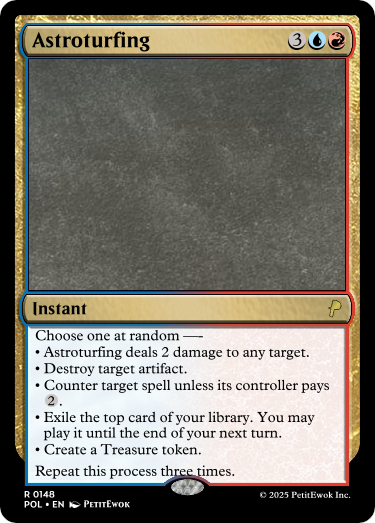 Astroturfing 3
Instant
Choose one at random —
• Astroturfing deals 2 damage to any target.
• Destroy target artifact.
• Counter target spell unless its controller pays
2.
• Exile the top card of your library. You may
play it until the end of your next turn.
• Create a Treasure token.
Repeat this process three times.
R 0148
POL • EN PetitEwok
© 2025 PetitEwok Inc.